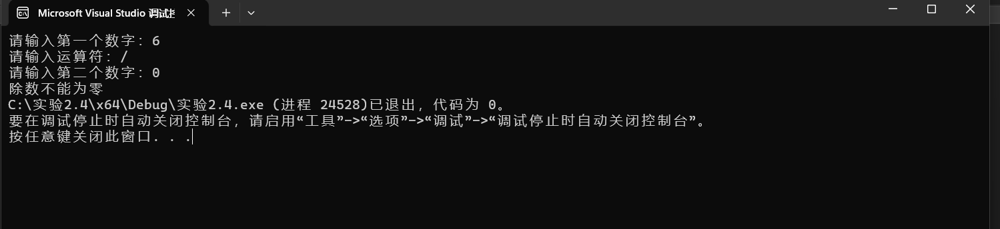 Microsoft Visual Studio 调试
请输入第一个数字：6
请输入运算符：/
请输入第二个数字：0
除数不能为零
C:\实验2.4\x64\Debug\实验2.4.exe (进程 24528)已退出，代码为 0。
要在调试停止时自动关闭控制台，请启用“工具”->“选项”->“调试”->“调试停止时自动关闭控制台”。
按任意键关闭此窗口. . .